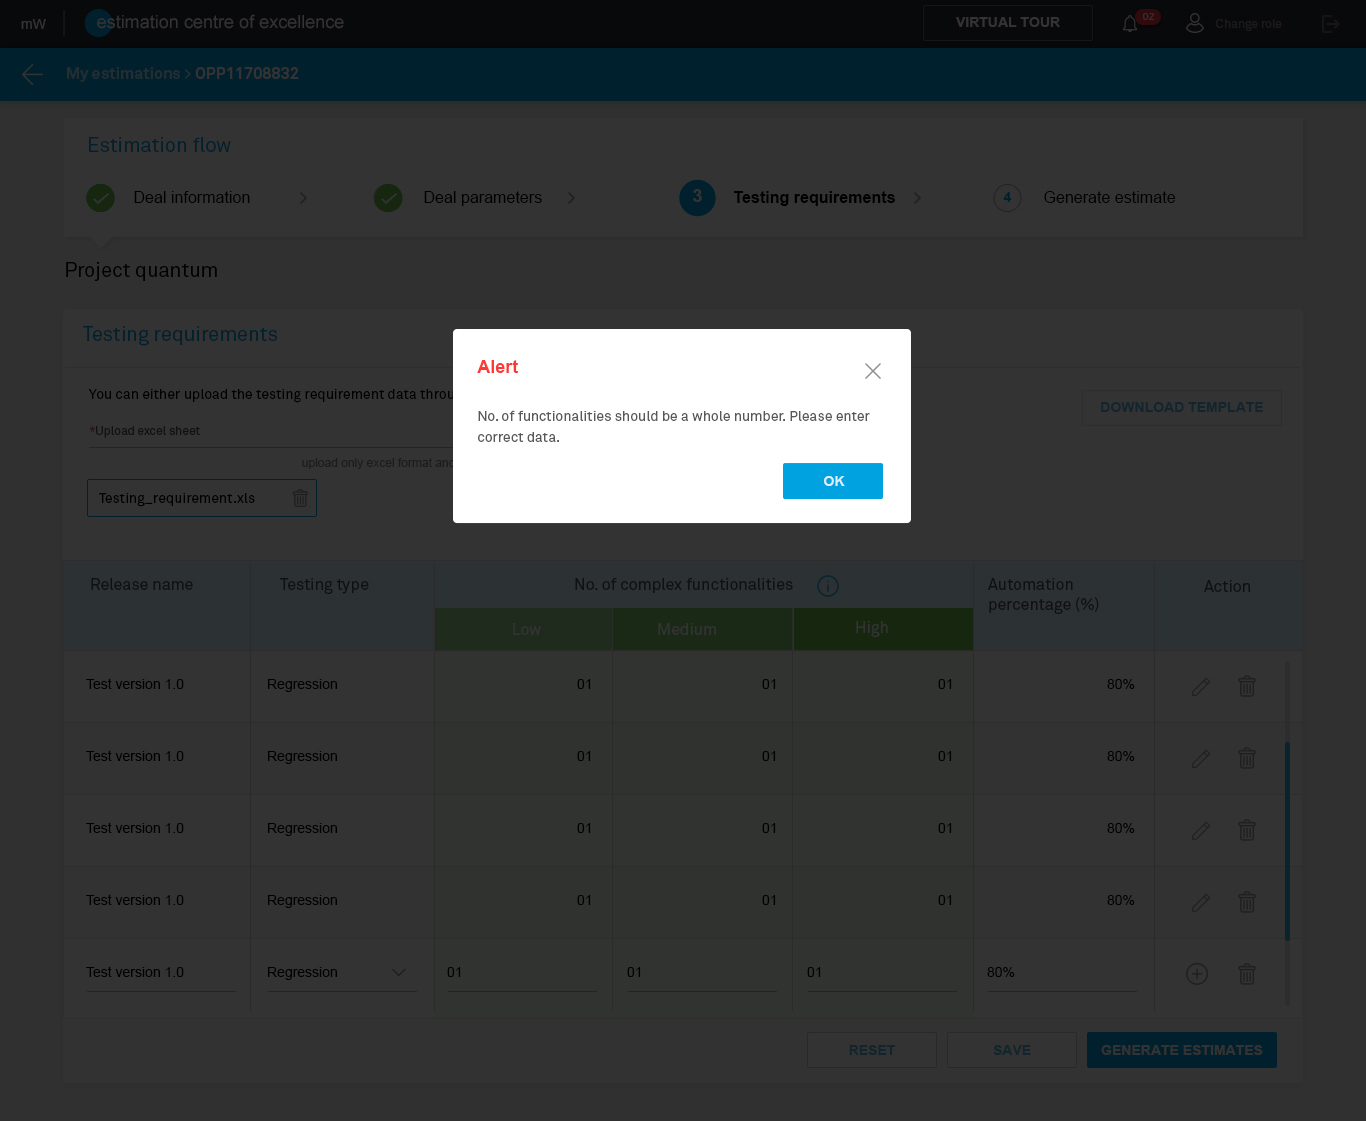 mW
estimation centre of excellence
VIRTUAL TOUR
02
Change role
My estimations > OPP11708832
Estimation flow
Deal information
Deal parameters
3
Testing requirements
4
Generate estimate
Project quantum
Testing requirements
You can either upload the testing requirement data
DOWNLOAD TEMPLATE
*Upload excel sheet
upload only excel format
Testing_requirement.xls
Alert
No. of functionalities should be a whole number. Please enter
correct data.
OK
Release name
Testing type
No. of complex functionalities
i
Automation
percentage (%)
Action
Low
Medium
High
Test version 1.0 Regression 01 01 01 80%
Test version 1.0 Regression 01 01 01 80%
Test version 1.0 Regression 01 01 01 80%
Test version 1.0 Regression 01 01 01 80%
Test version 1.0 Regression 01 01 01 80%
RESET
SAVE
GENERATE ESTIMATES